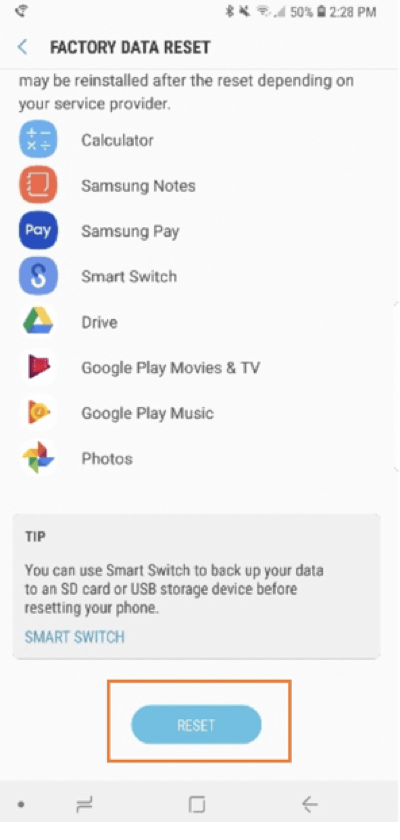 50% 2:28 PM
FACTORY DATA RESET
may be reinstalled after the reset depending on
your service provider.
Calculator
Samsung Notes
Pay
Samsung Pay
Smart Switch
Drive
Google Play Movies & TV
Google Play Music
Photos
TIP
You can use Smart Switch to back up your data
to an SD card or USB storage device before
resetting your phone.
SMART SWITCH
RESET